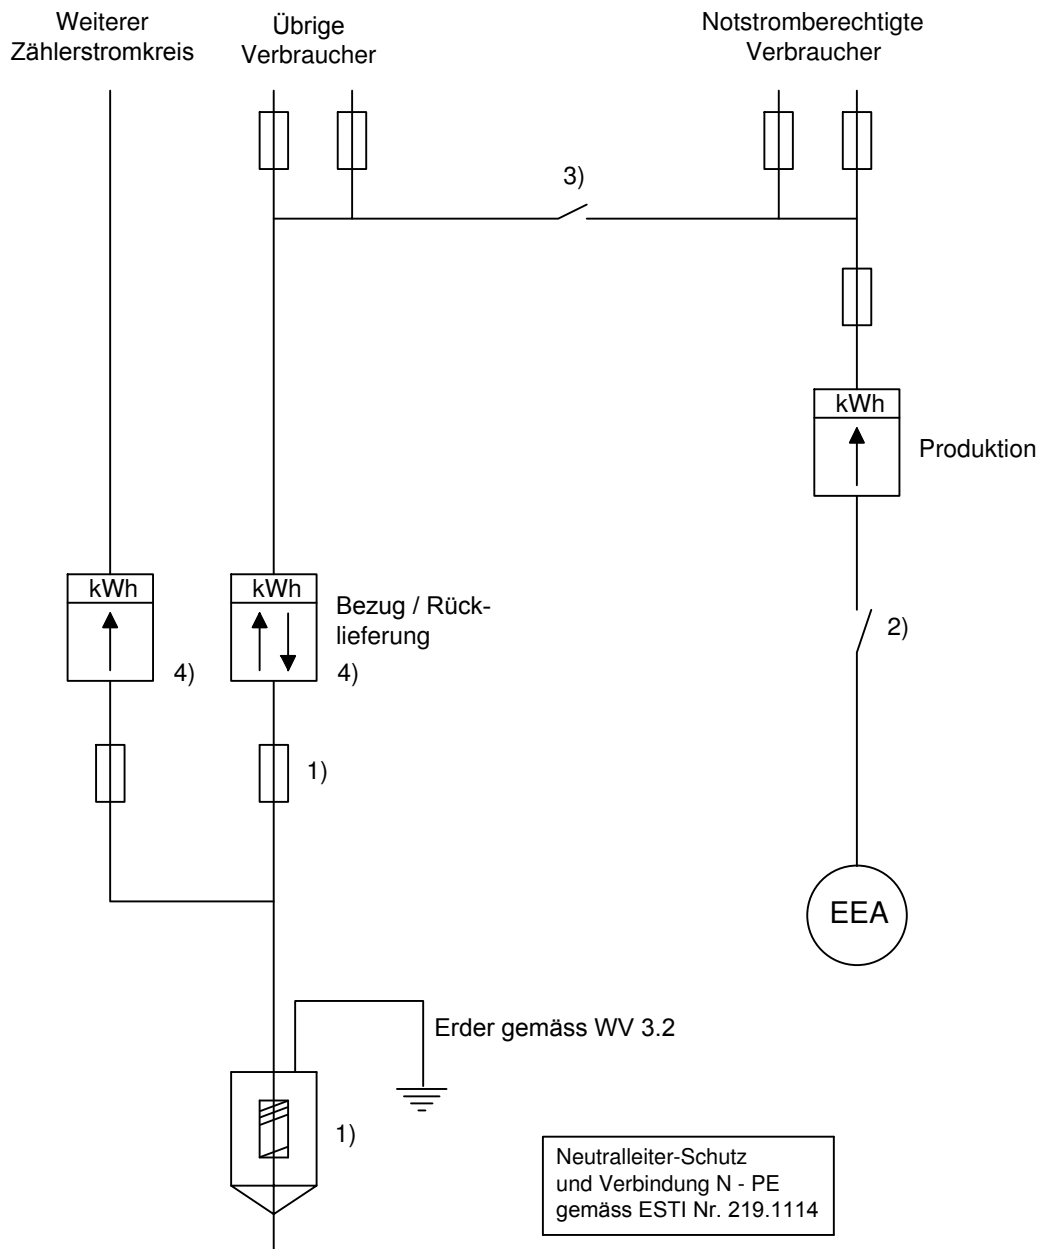 Weiterer
Zählerstromkreis
Übrige
Verbraucher
Notstromberechtigte
Verbraucher
3)
kWh
Produktion
kWh
4)
kWh
Bezug / Rück-
lieferung
4)
2)
1)
EEA
Erder gemäss WV 3.2
1)
Neutralleiter-Schutz
und Verbindung N - PE
gemäss ESTI Nr. 219.1114